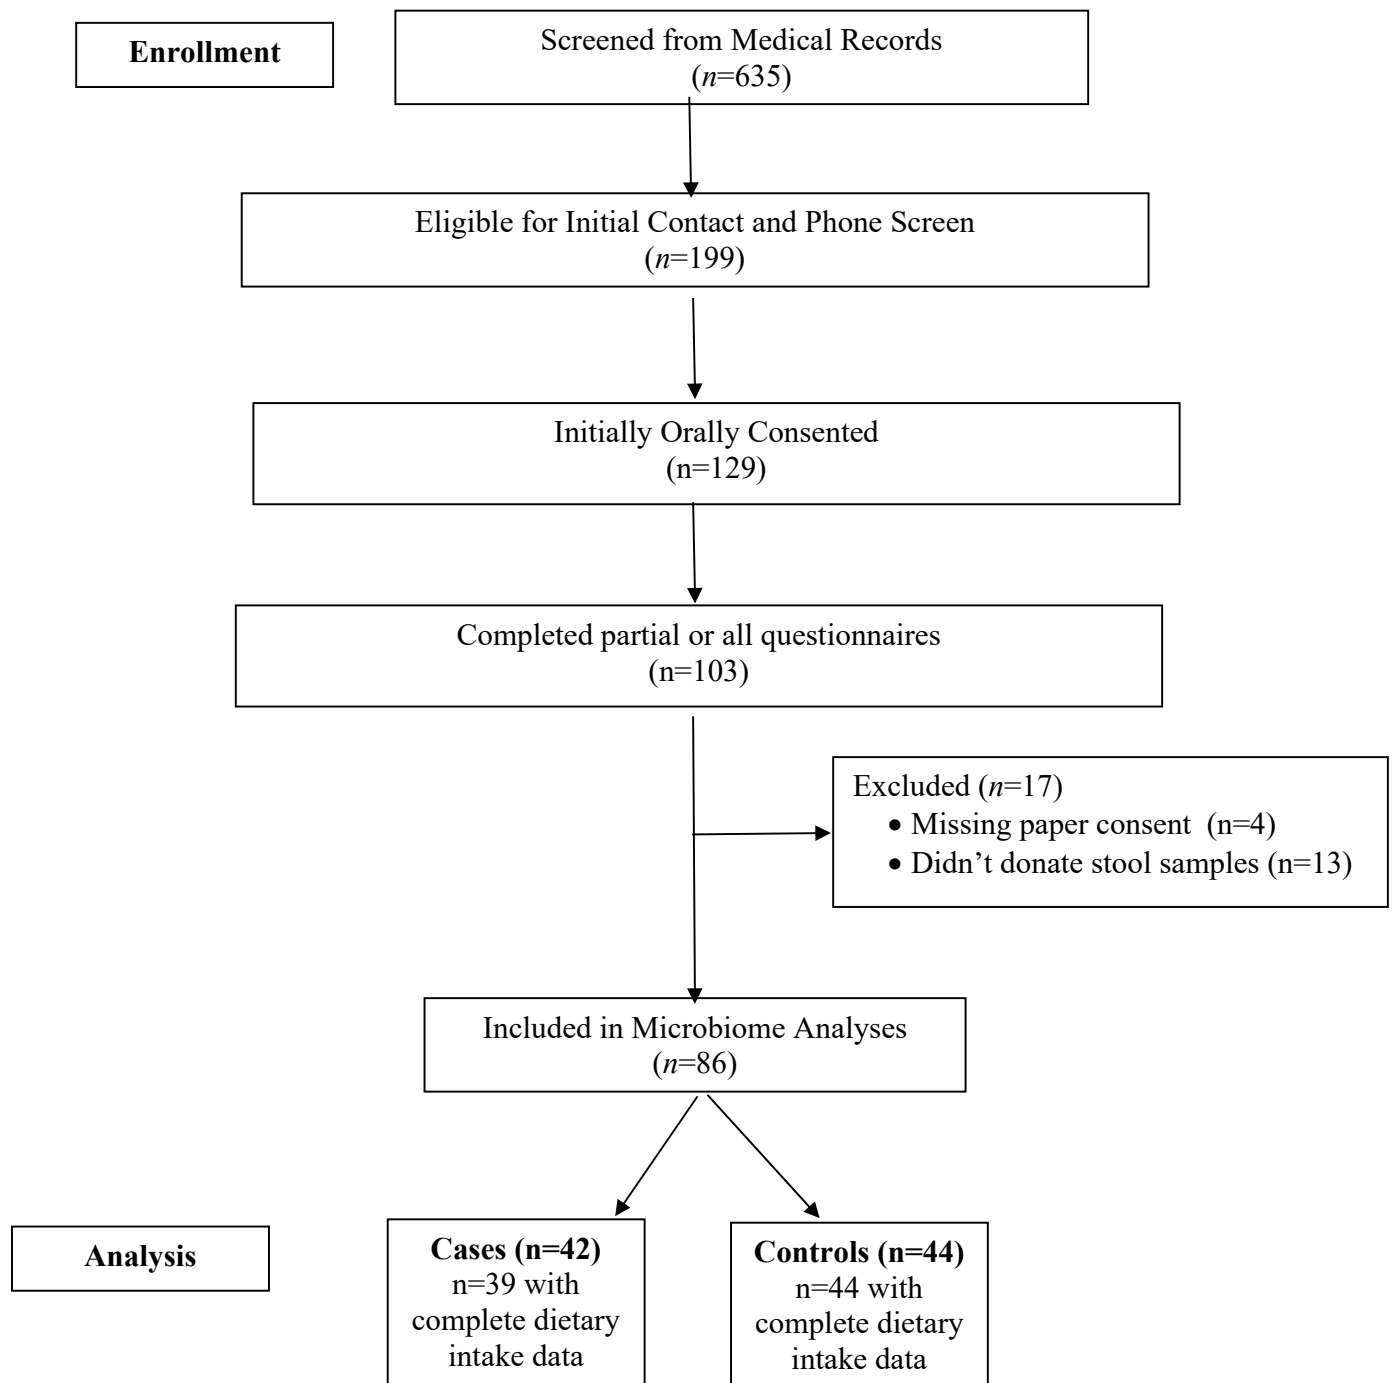 Enrollment
Screened from Medical Records
(n=635)
Eligible for Initial Contact and Phone Screen
(n=199)
Initially Orally Consented
(n=129)
Completed partial or all questionnaires
(n=103)
Excluded (n=17)
• Missing paper consent (n=4)
• Didn’t donate stool samples (n=13)
Included in Microbiome Analyses
(n=86)
Analysis
Cases (n=42)
n=39 with
complete dietary
intake data
Controls (n=44)
n=44 with
complete dietary
intake data